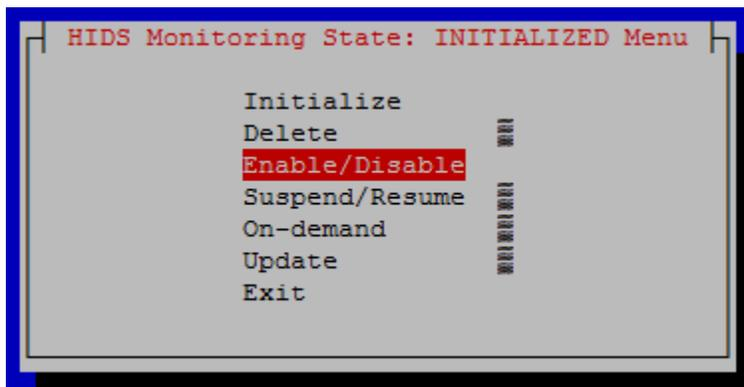 HIDS Monitoring State: INITIALIZED Menu
Initialize
Delete
Enable/Disable
Suspend/Resume
On-demand
Update
Exit